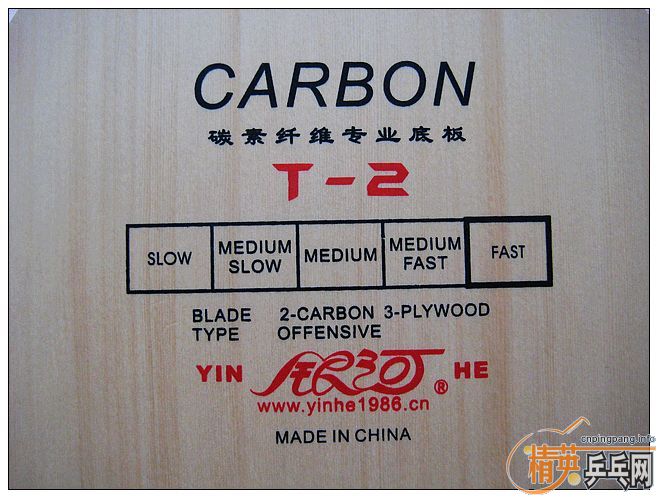 CARBON
碳素纤维专业底板
T-2
SLOW MEDIUM SLOW MEDIUM MEDIUM FAST FAST
BLADE 2-CARBON 3-PLYWOOD
TYPE OFFENSIVE
YIN 银河® HE
www.yinhe1986.cn
MADE IN CHINA
cnpingpang.info
精英乒乓网